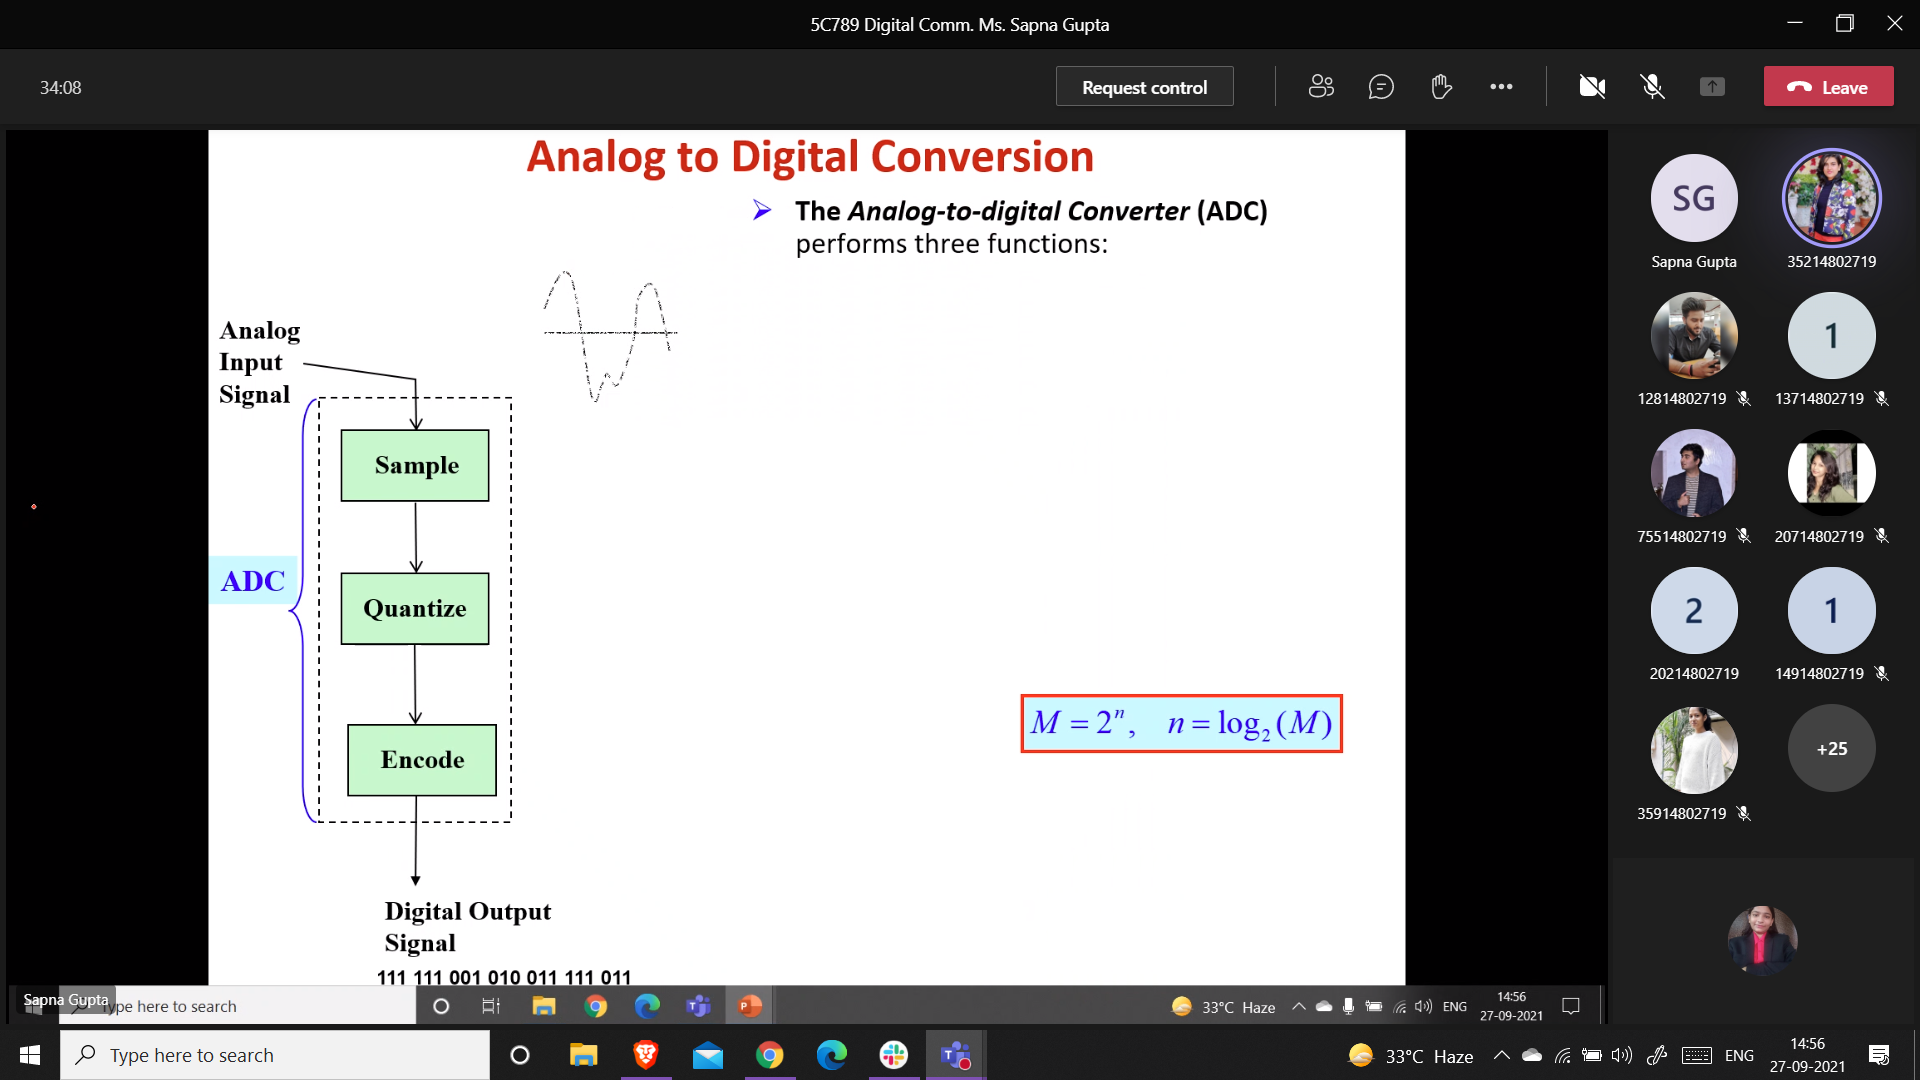 5C789 Digital Comm. Ms. Sapna Gupta
34:08
Request control
Leave
Analog to Digital Conversion
The Analog-to-digital Converter (ADC)
performs three functions:
Analog
Input
Signal
Sample
ADC
Quantize
M = 2ⁿ, n = log₂(M)
Encode
Digital Output
Signal
111 111 001 010 011 111 011
SG
Sapna Gupta
35214802719
12814802719
1
13714802719
75514802719
20714802719
2
20214802719
1
14914802719
35914802719
+25
Sapna Gupta
ype here to search
33°C Haze
ENG
14:56
27-09-2021
Type here to search
33°C Haze
ENG
14:56
27-09-2021